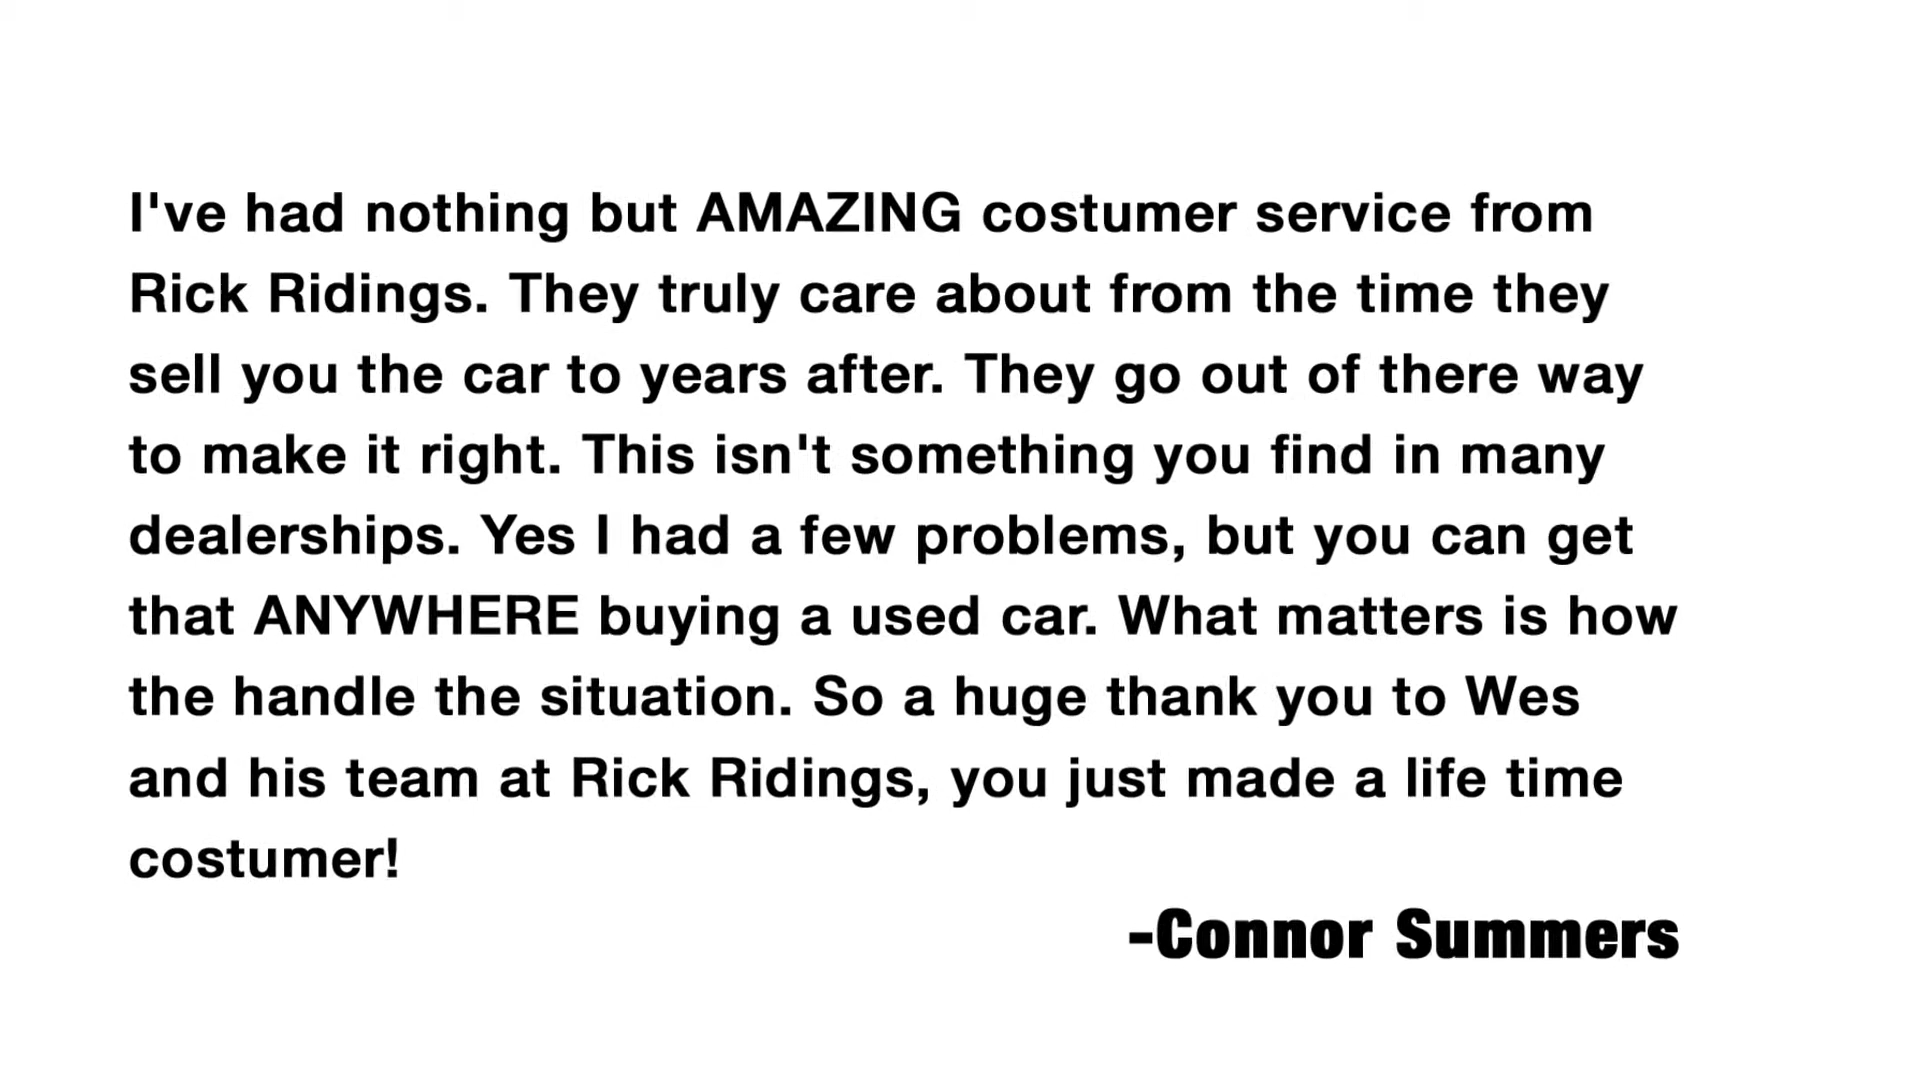 I've had nothing but AMAZING costumer service from
Rick Ridings. They truly care about from the time they
sell you the car to years after. They go out of there way
to make it right. This isn't something you find in many
dealerships. Yes I had a few problems, but you can get
that ANYWHERE buying a used car. What matters is how
the handle the situation. So a huge thank you to Wes
and his team at Rick Ridings, you just made a life time
costumer!
-Connor Summers